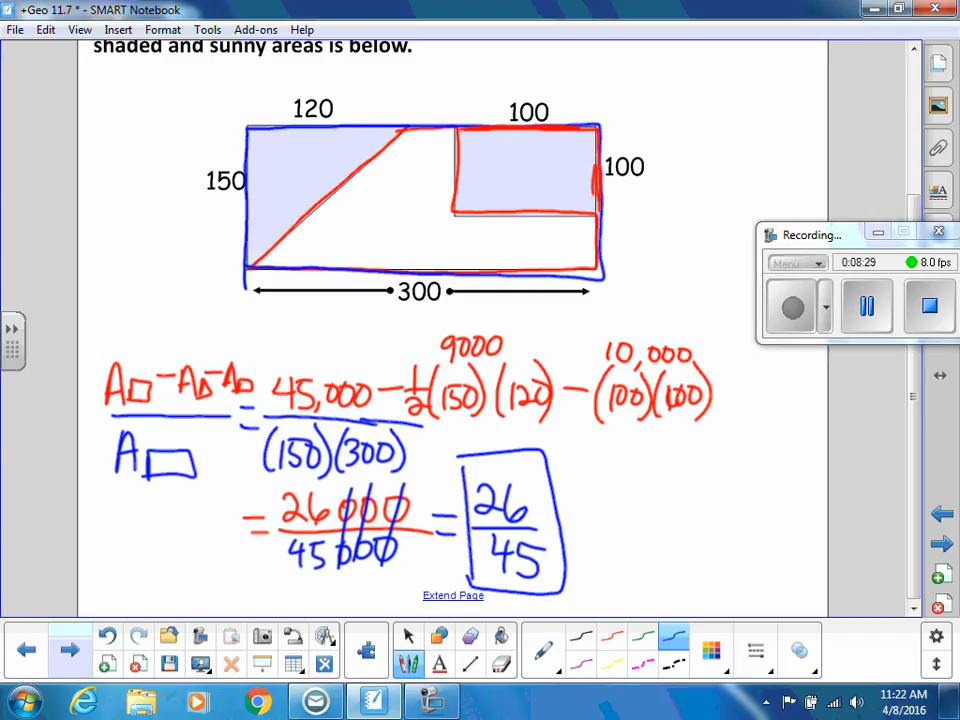 +Geo 11.7 * - SMART Notebook
File Edit View Insert Format Tools Add-ons Help
shaded and sunny areas is below.
120 100
150 100
300
Recording...
Menu 0:08:29 8.0 fps
9000 10,000
A▭ - A△ - A□ = 45,000 - ½(150)(120) - (100)(100)
A▭ (150)(300)
= 26000 = 26
45000 45
Extend Page
11:22 AM
4/8/2016